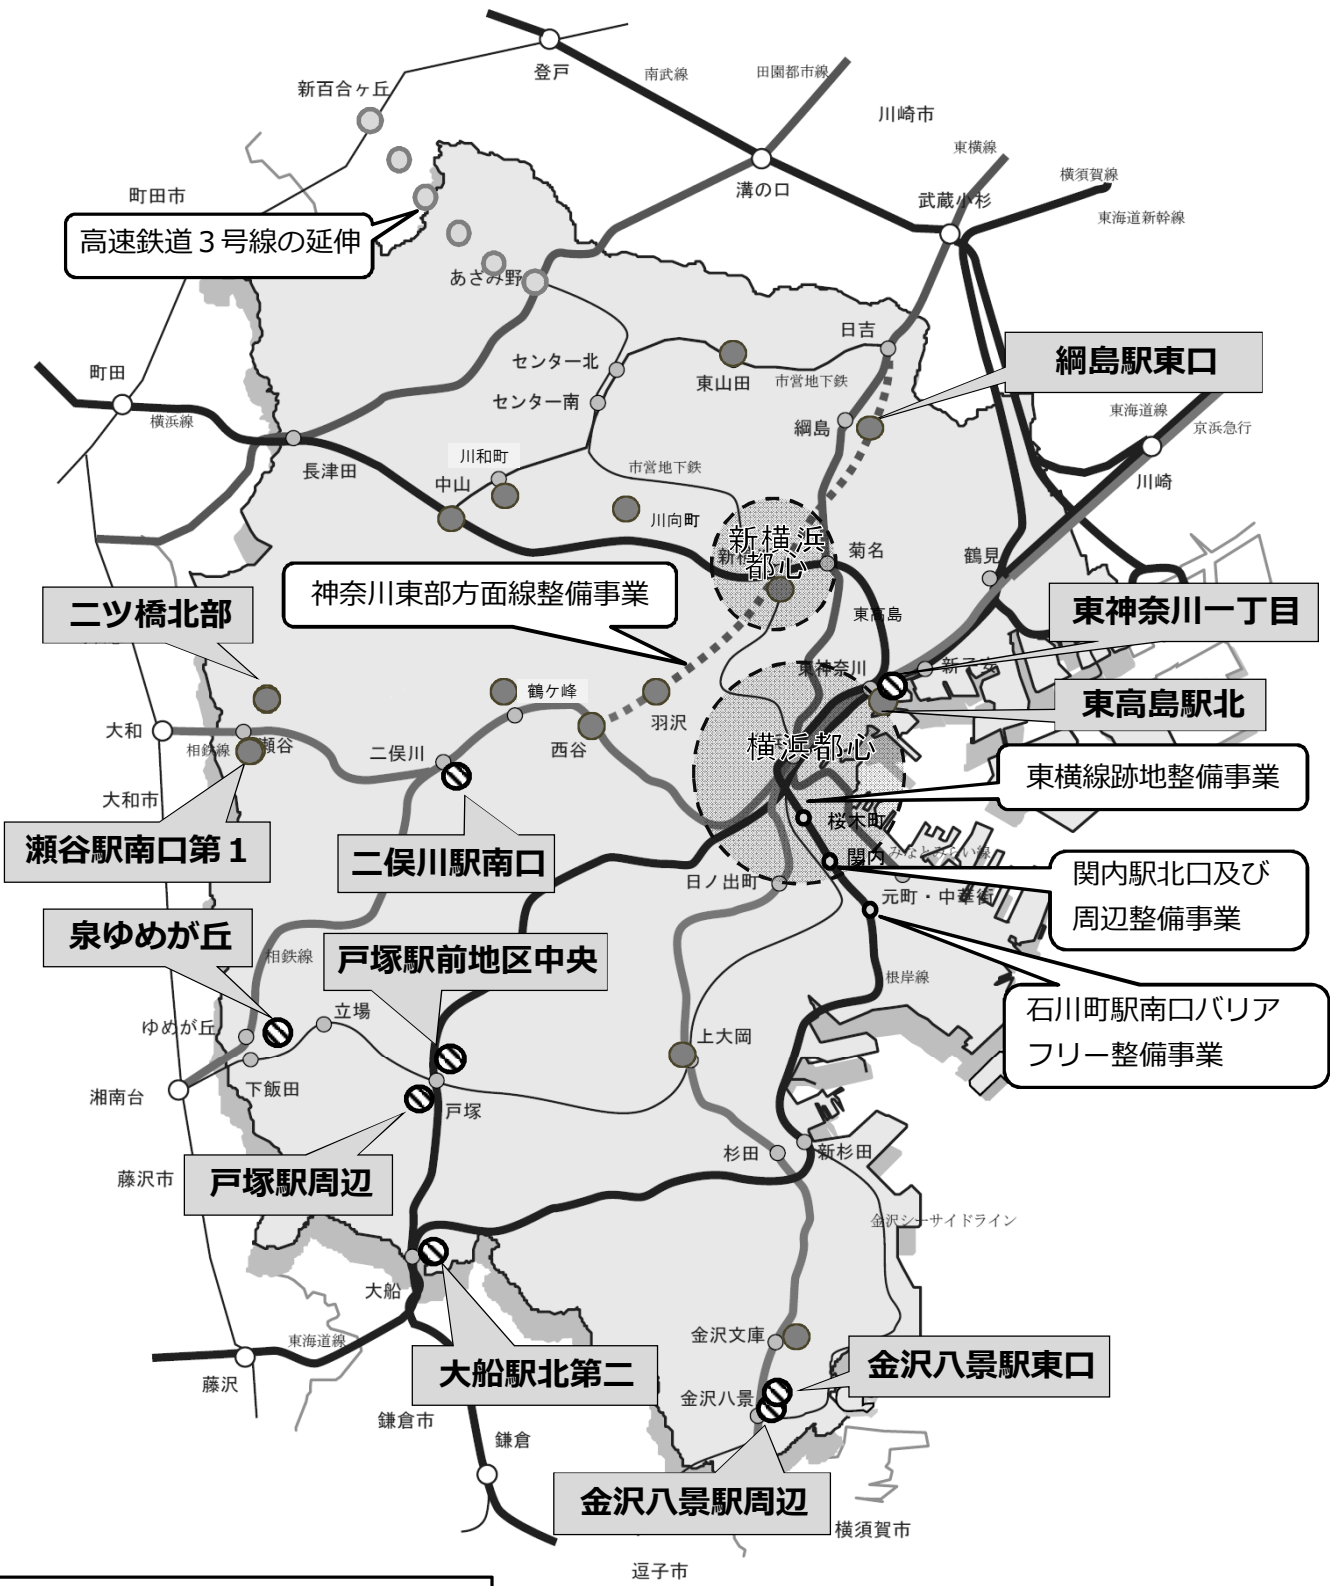 登戸
南武線
田園都市線
新百合ヶ丘
川崎市
東横線
溝の口
横須賀線
町田市
武蔵小杉
東海道新幹線
高速鉄道３号線の延伸
あざみ野
日吉
綱島駅東口
センター北
町田
東山田
市営地下鉄
センター南
横浜線
東海道線
綱島
京浜急行
川和町
長津田
市営地下鉄
川崎
中山
川向町
新横浜
都心
菊名
鶴見
神奈川東部方面線整備事業
二ツ橋北部
東高島
東神奈川一丁目
東神奈川
新子安
鶴ケ峰
羽沢
東高島駅北
大和
相鉄線
瀬谷
二俣川
西谷
横浜都心
東横線跡地整備事業
大和市
桜木町
瀬谷駅南口第１
二俣川駅南口
関内
みなとみらい線
日ノ出町
元町・中華街
関内駅北口及び
周辺整備事業
泉ゆめが丘
相鉄線
戸塚駅前地区中央
根岸線
石川町駅南口バリア
フリー整備事業
立場
ゆめが丘
上大岡
下飯田
湘南台
戸塚
杉田
新杉田
藤沢市
戸塚駅周辺
金沢シーサイドライン
大船
東海道線
金沢文庫
藤沢
大船駅北第二
金沢八景駅東口
金沢八景
鎌倉市
鎌倉
金沢八景駅周辺
横須賀市
逗子市